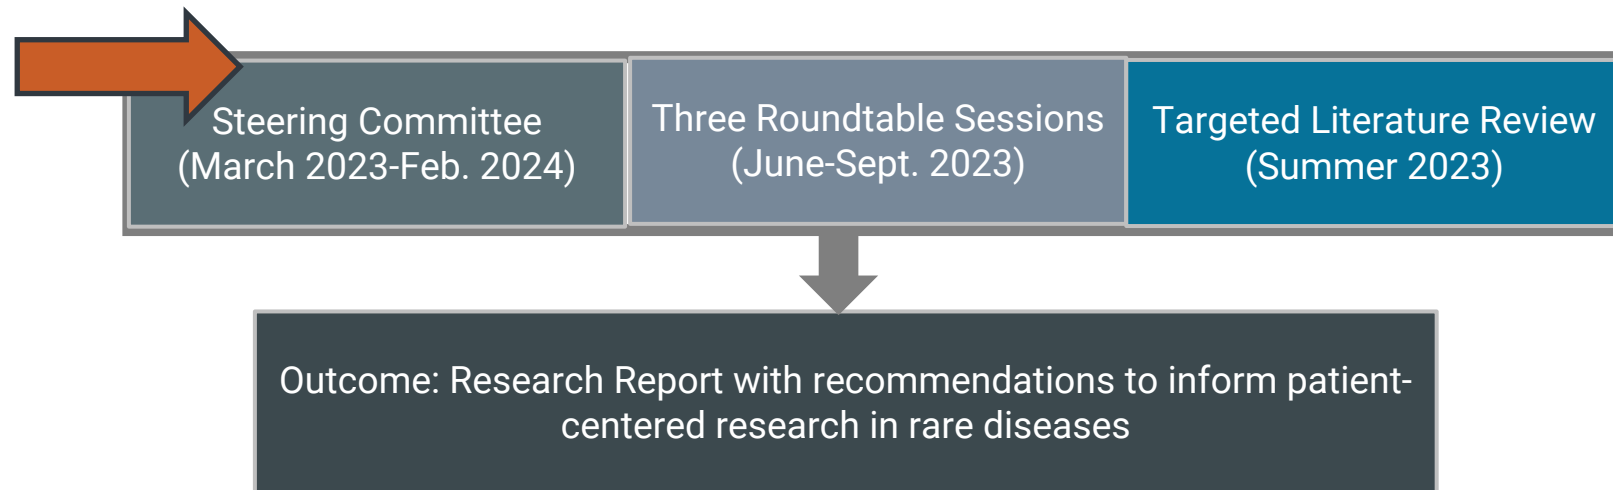 Steering Committee
(March 2023-Feb. 2024)
Three Roundtable Sessions
(June-Sept. 2023)
Targeted Literature Review
(Summer 2023)
Outcome: Research Report with recommendations to inform patient-
centered research in rare diseases